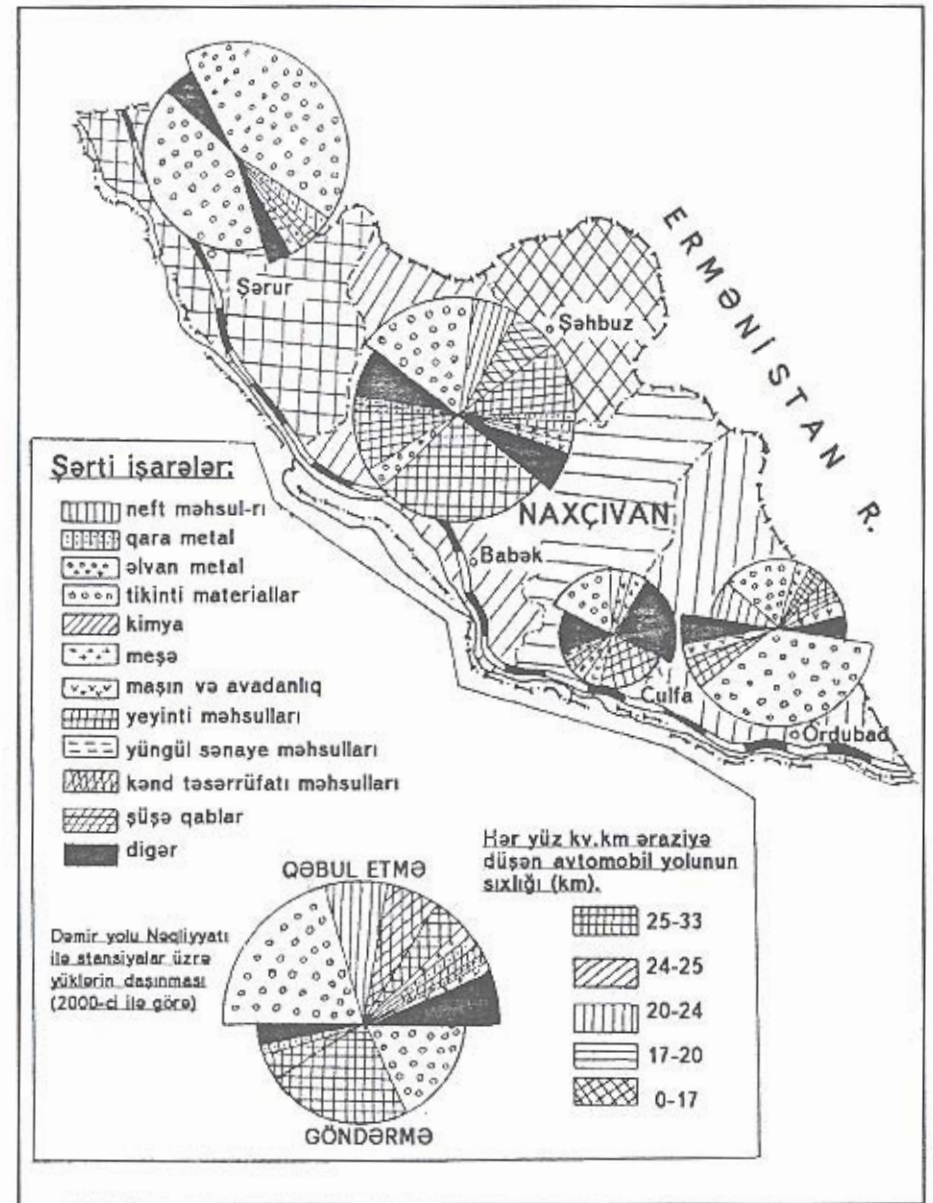 Şərur
Şəhbuz
ERMƏNİSTAN R.
NAXÇIVAN
Babək
Culfa
Ordubad
Şərti işarələr:
neft məhsul-rı
qara metal
əlvan metal
tikinti materiallar
kimya
meşə
maşın və avadanlıq
yeyinti məhsulları
yüngül sənaye məhsulları
kənd təsərrüfatı məhsulları
şüşə qablar
digər
QƏBUL ETMƏ
Dəmir yolu Nəqliyyatı
ilə stansiyalar üzrə
yüklərin daşınması
(2000-ci ilə görə)
GÖNDƏRMƏ
Hər yüz kv.km əraziyə
düşən avtomobil yolunun
sıxlığı (km).
25-33
24-25
20-24
17-20
0-17